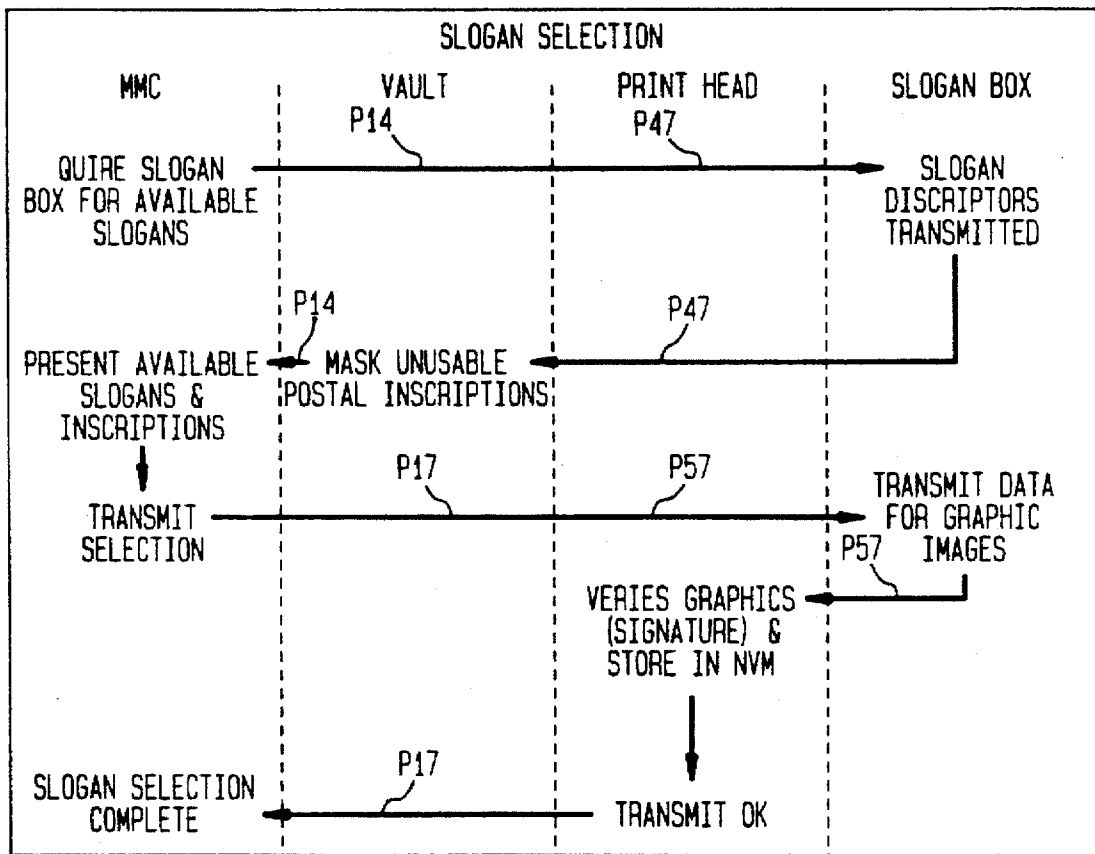 SLOGAN SELECTION
MMC VAULT PRINT HEAD SLOGAN BOX
P14 P47
QUIRE SLOGAN
BOX FOR AVAILABLE
SLOGANS
SLOGAN
DISCRIPTORS
TRANSMITTED
P14 P47
PRESENT AVAILABLE
SLOGANS &
INSCRIPTIONS
MASK UNUSABLE
POSTAL INSCRIPTIONS
P17 P57
TRANSMIT
SELECTION
TRANSMIT DATA
FOR GRAPHIC
IMAGES
P57
VERIES GRAPHICS
(SIGNATURE) &
STORE IN NVM
P17
SLOGAN SELECTION
COMPLETE
TRANSMIT OK